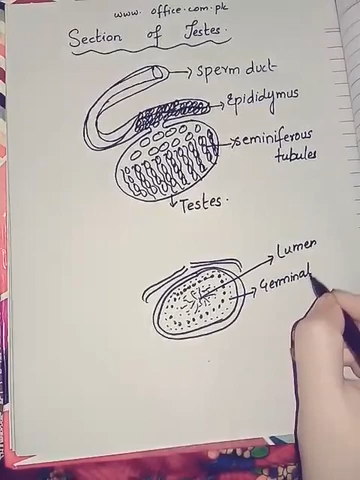 www.office.com.pk
Section of Testes.
sperm duct
Epididymus
seminiferous
tubules
Testes.
Lumen
Germinal